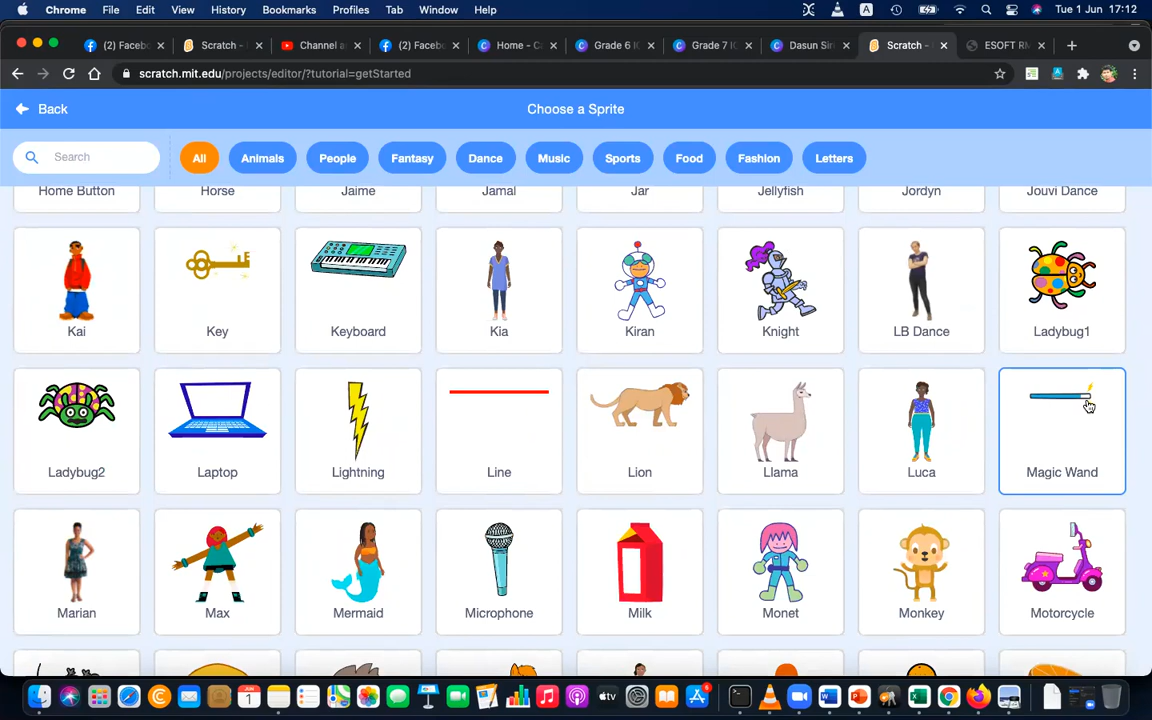 Chrome File Edit View History Bookmarks Profiles Tab Window Help A Tue 1 Jun 17:12
(2) Faceb Scratch - Channel a (2) Faceb Home - C Grade 6 I Grade 7 I Dasun Sir Scratch - ESOFT RM
scratch.mit.edu/projects/editor/?tutorial=getStarted
Back Choose a Sprite
Search All Animals People Fantasy Dance Music Sports Food Fashion Letters
Home Button Horse Jaime Jamal Jar Jellyfish Jordyn Jouvi Dance
Kai Key Keyboard Kia Kiran Knight LB Dance Ladybug1
Ladybug2 Laptop Lightning Line Lion Llama Luca Magic Wand
Marian Max Mermaid Microphone Milk Monet Monkey Motorcycle